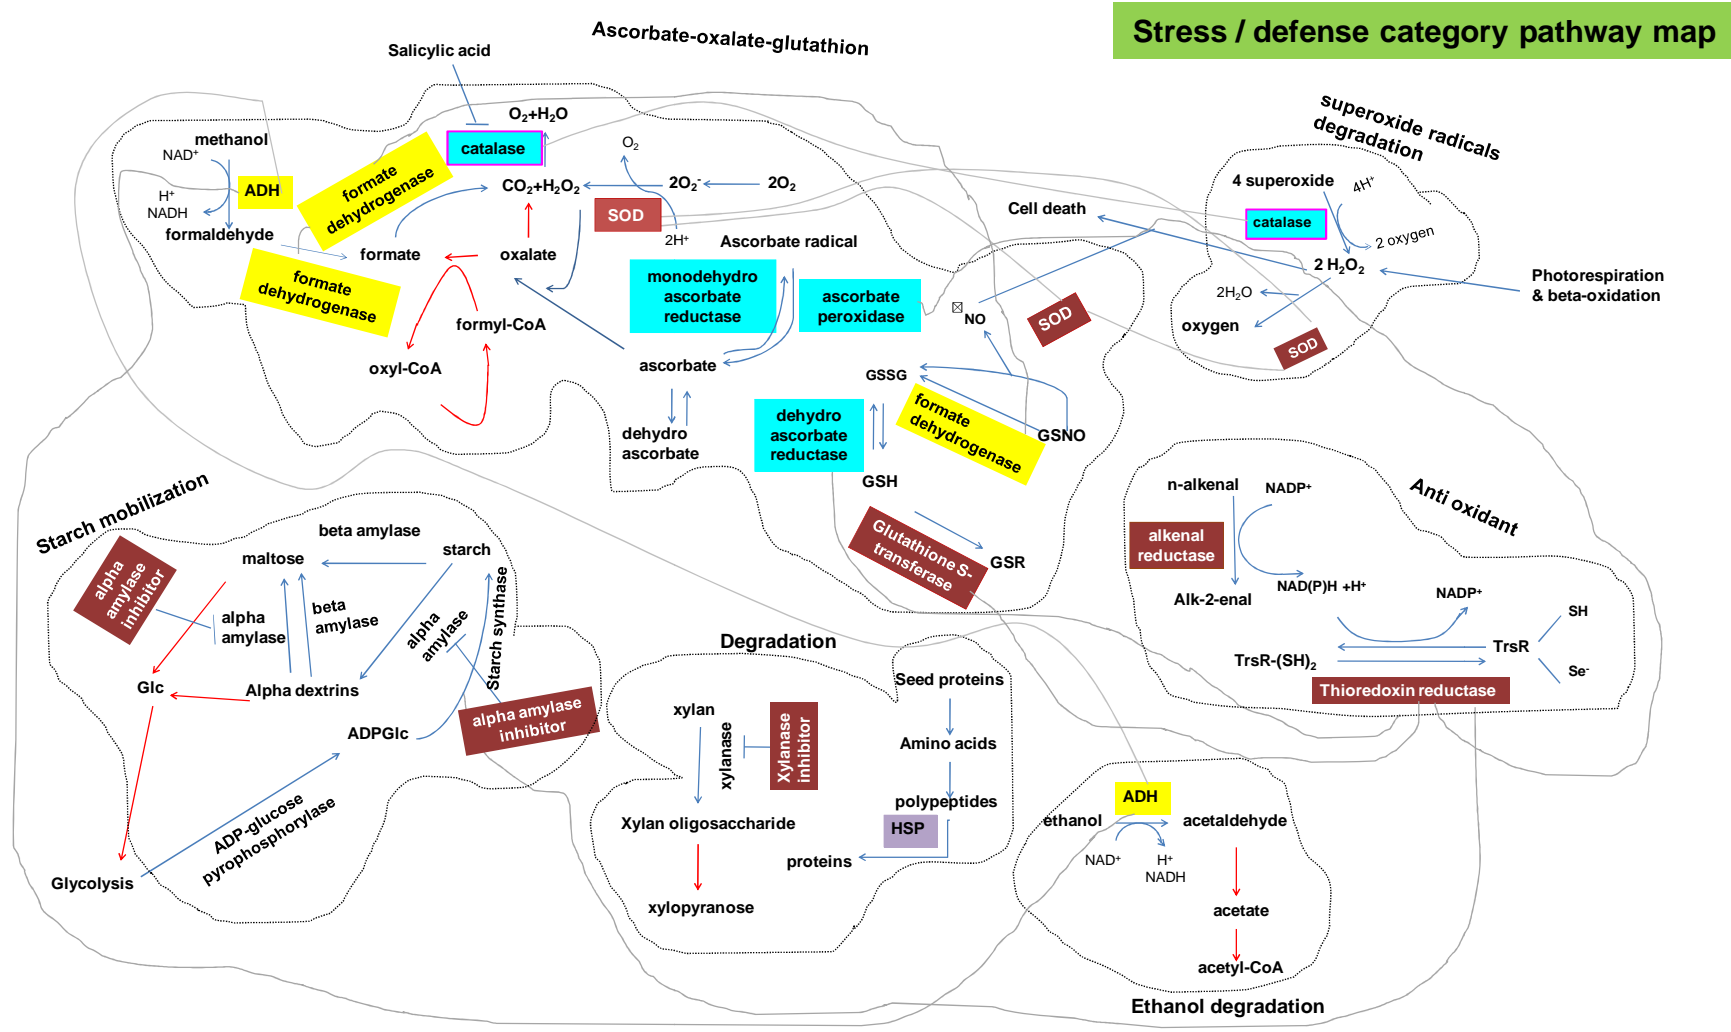 Stress / defense category pathway map
Ascorbate-oxalate-glutathion
Salicylic acid
O₂+H₂O
catalase
methanol
NAD⁺
H⁺
NADH
ADH
formaldehyde
formate
dehydrogenase
formate
dehydrogenase
formate
CO₂+H₂O₂
O₂
2O₂⁻
2O₂
SOD
2H⁺
oxalate
formyl-CoA
oxyl-CoA
Ascorbate radical
monodehydro
ascorbate
reductase
ascorbate
peroxidase
ascorbate
dehydro
ascorbate
dehydro
ascorbate
reductase
NO
SOD
GSSG
formate
dehydrogenase
GSNO
GSH
Glutathione S-
transferase
GSR
Cell death
superoxide radicals
degradation
4 superoxide
4H⁺
catalase
2 oxygen
2 H₂O₂
2H₂O
oxygen
SOD
Photorespiration
& beta-oxidation
Starch mobilization
alpha
amylase
inhibitor
maltose
beta amylase
starch
alpha
amylase
beta
amylase
alpha
amylase
Starch synthase
Glc
Alpha dextrins
ADPGlc
alpha amylase
inhibitor
ADP-glucose
pyrophosphorylase
Glycolysis
Degradation
xylan
xylanase
Xylanase
inhibitor
Xylan oligosaccharide
xylopyranose
Seed proteins
Amino acids
polypeptides
HSP
proteins
Anti oxidant
n-alkenal
NADP⁺
alkenal
reductase
Alk-2-enal
NAD(P)H +H⁺
NADP⁺
SH
TrsR
TrsR-(SH)₂
Se⁻
Thioredoxin reductase
ADH
ethanol
acetaldehyde
NAD⁺
H⁺
NADH
acetate
acetyl-CoA
Ethanol degradation